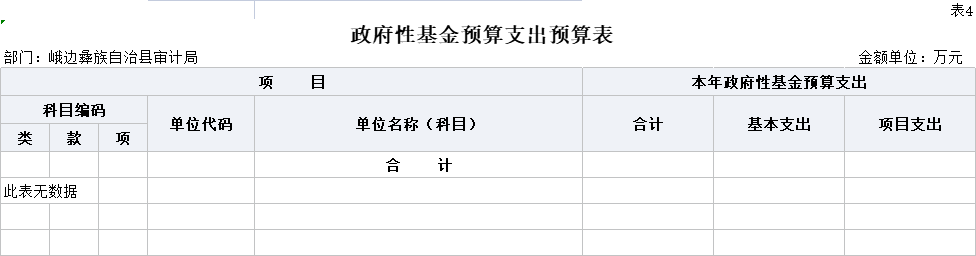 表4
政府性基金预算支出预算表
部门：峨边彝族自治县审计局 金额单位：万元
项 目 本年政府性基金预算支出
科目编码 单位代码 单位名称（科目） 合计 基本支出 项目支出
类 款 项
合 计
此表无数据